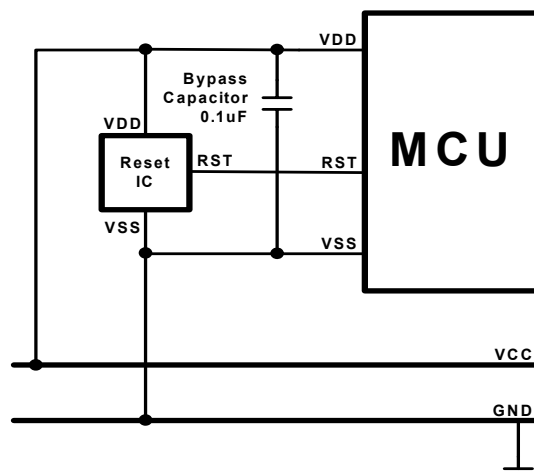 VDD
Bypass
Capacitor
0.1uF
VDD
MCU
Reset
IC
RST
RST
VSS
VSS
VCC
GND